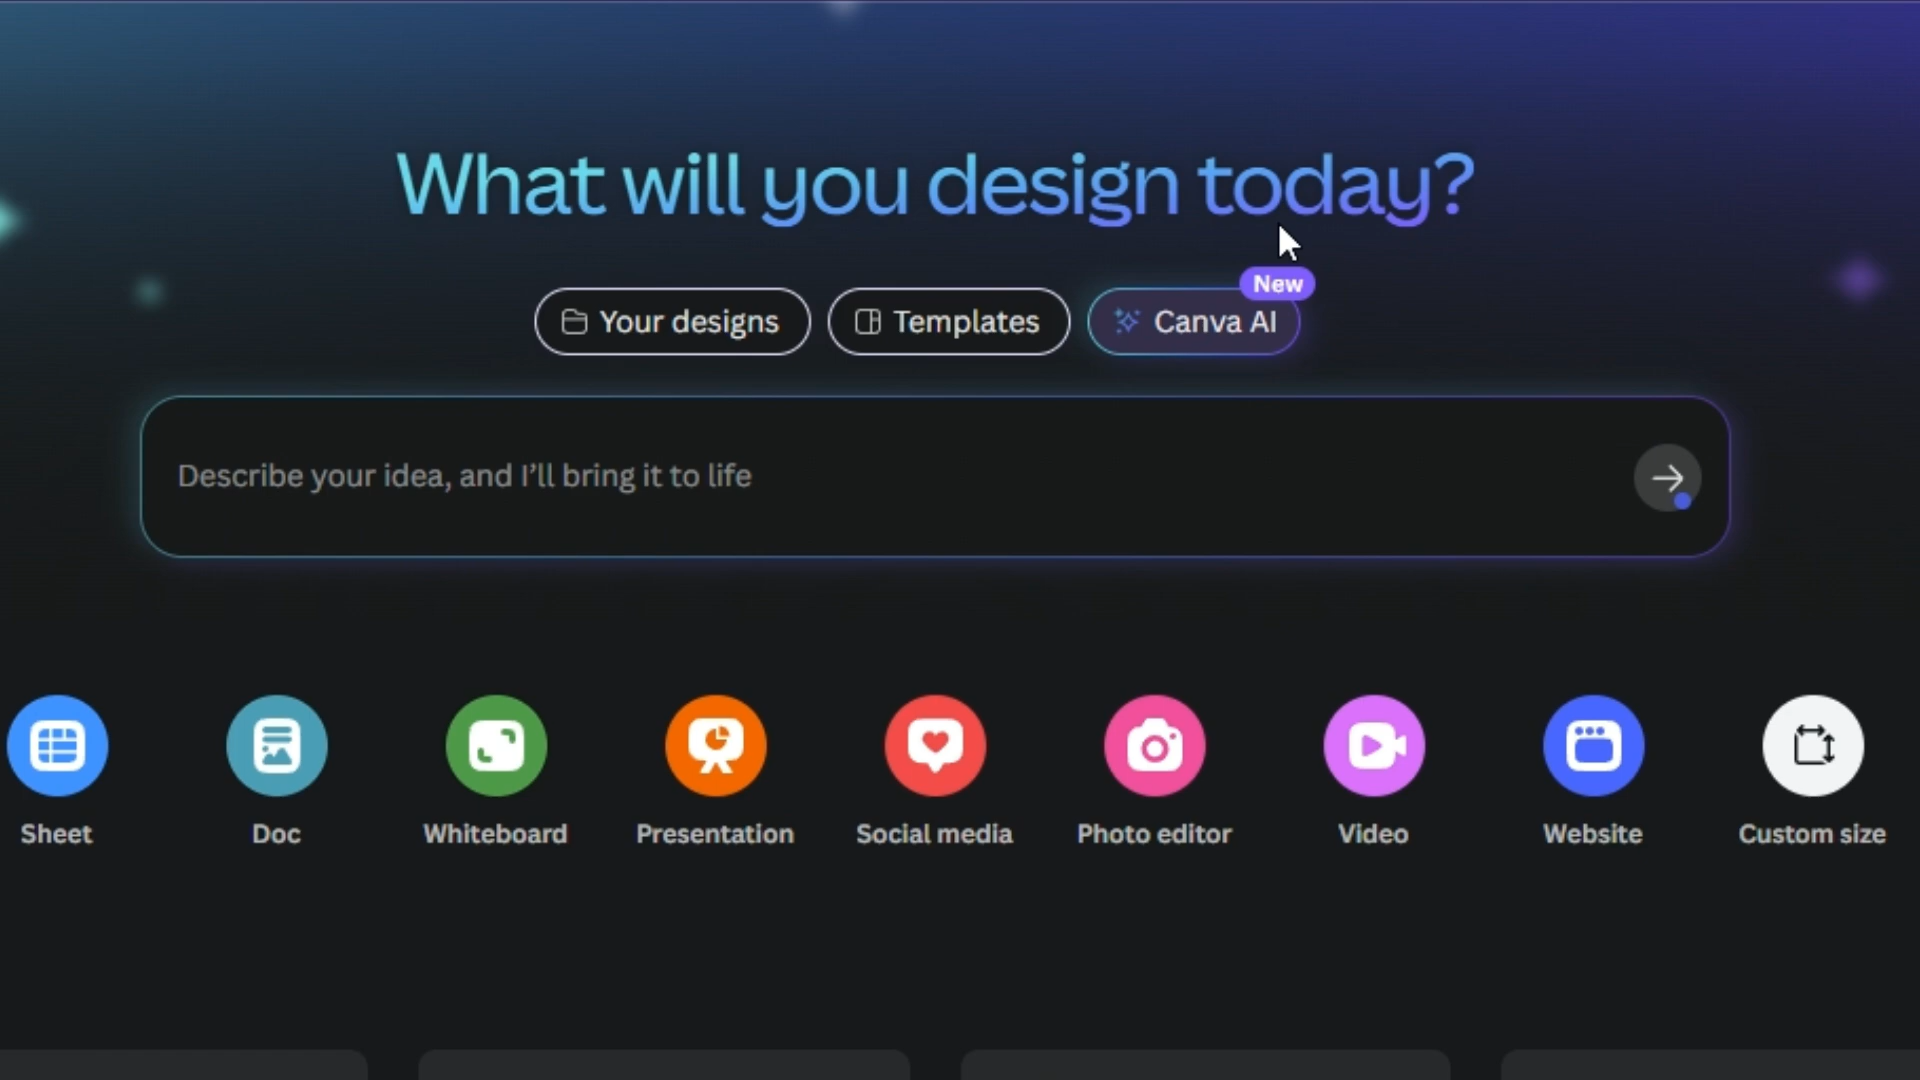 What will you design today?
New
Your designs
Templates
Canva AI
Describe your idea, and I’ll bring it to life
Sheet
Doc
Whiteboard
Presentation
Social media
Photo editor
Video
Website
Custom size